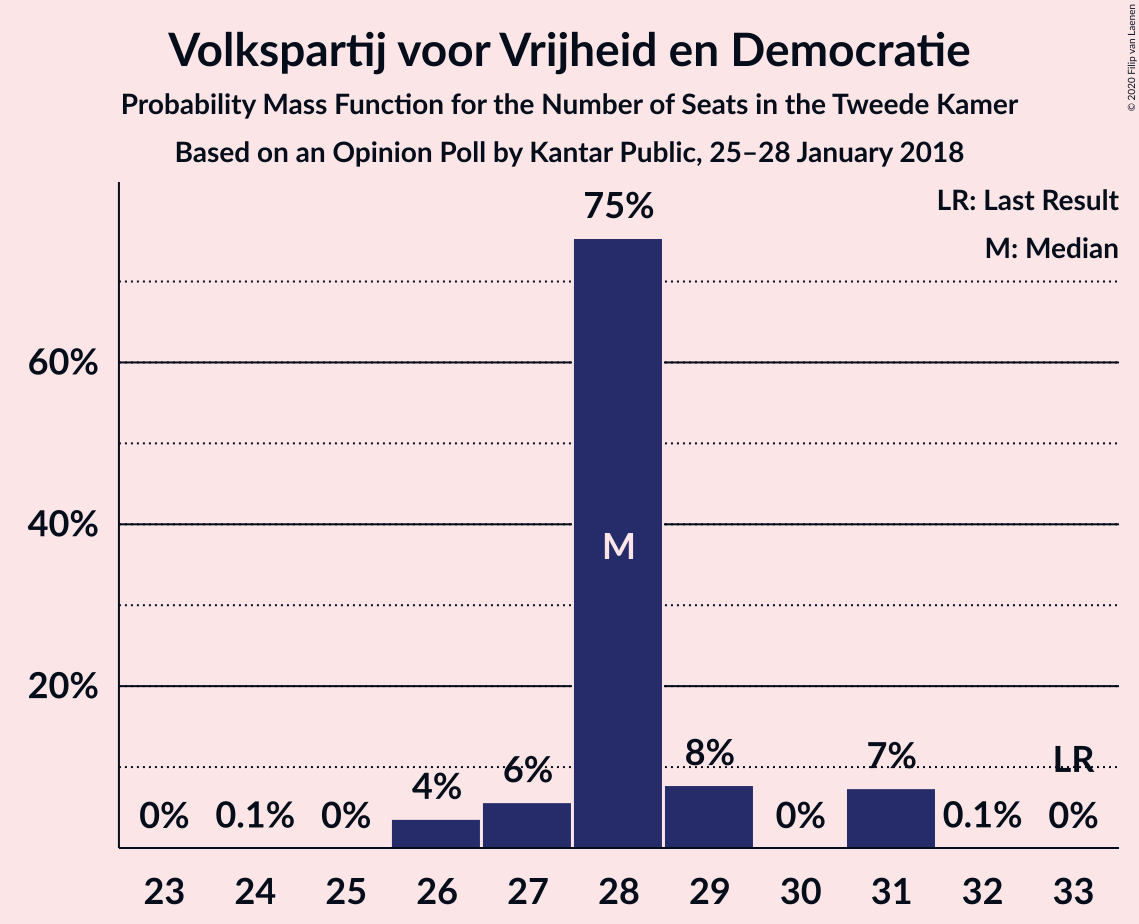 Volkspartij voor Vrijheid en Democratie
Probability Mass Function for the Number of Seats in the Tweede Kamer
Based on an Opinion Poll by Kantar Public, 25–28 January 2018
© 2020 Filip van Laenen
LR: Last Result
M: Median
75%
60%
40%
M
20%
0% 0.1% 0% 4% 6% 8% 0% 7% 0.1% LR 0%
23 24 25 26 27 28 29 30 31 32 33